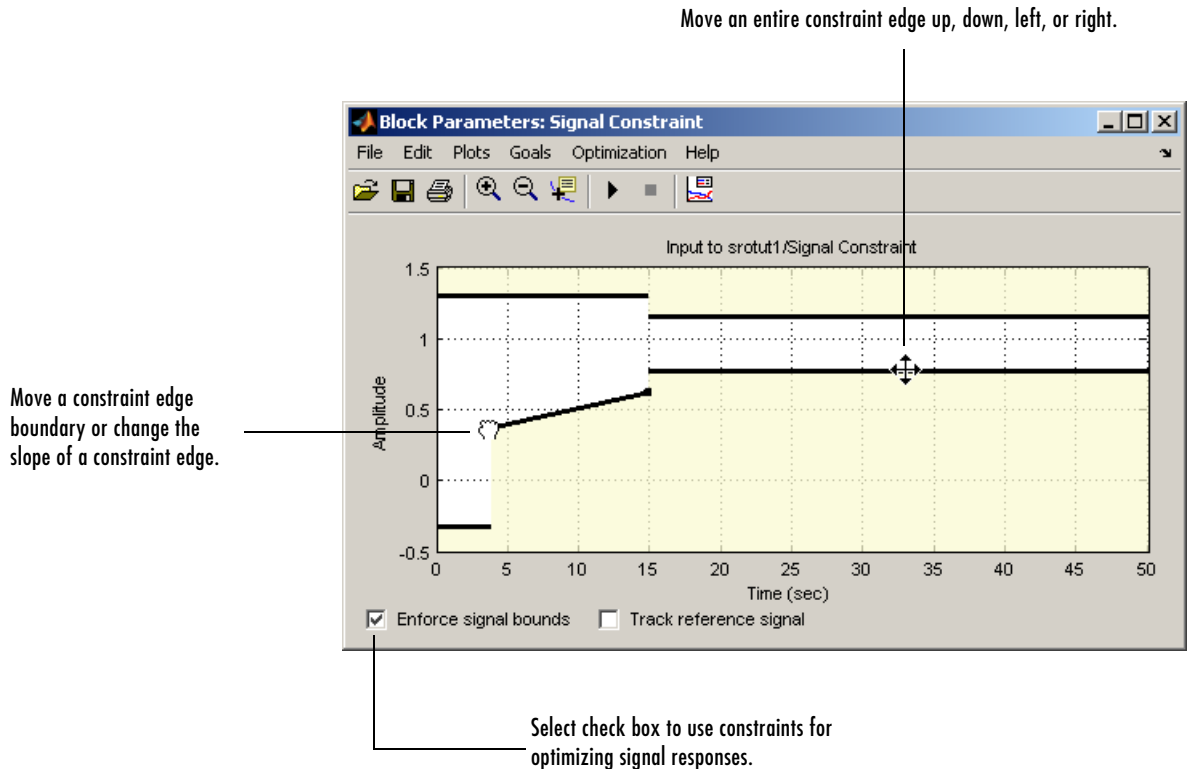 Move an entire constraint edge up, down, left, or right.
Block Parameters: Signal Constraint
File Edit Plots Goals Optimization Help
Input to srotut1/Signal Constraint
1.5
1
0.5
0
-0.5
Amplitude
0 5 10 15 20 25 30 35 40 45 50
Time (sec)
Move a constraint edge
boundary or change the
slope of a constraint edge.
Enforce signal bounds Track reference signal
Select check box to use constraints for
optimizing signal responses.